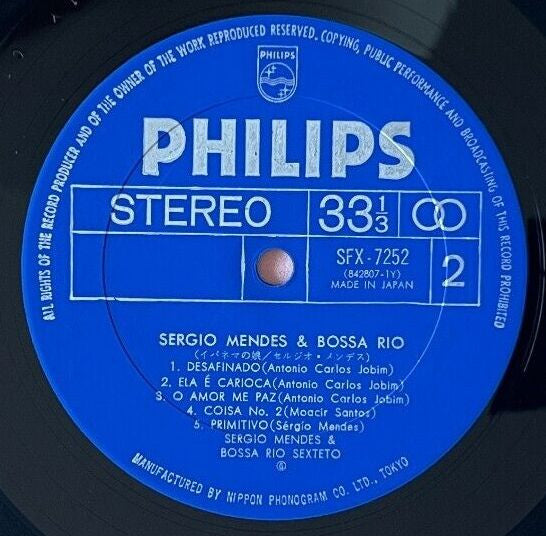 ALL RIGHTS OF THE RECORD PRODUCER AND OF THE OWNER OF THE WORK REPRODUCED RESERVED. COPYING, PUBLIC PERFORMANCE AND BROADCASTING OF THIS RECORD PROHIBITED
PHILIPS
PHILIPS
STEREO 33⅓
SFX-7252
(842807-1Y)
MADE IN JAPAN
2
SERGIO MENDES & BOSSA RIO
(イパネマの娘/セルジオ・メンデス)
1. DESAFINADO(Antonio Carlos Jobim)
2. ELA É CARIOCA(Antonio Carlos Jobim)
3. O AMOR ME PAZ(Antonio Carlos Jobim)
4. COISA No. 2(Moacir Santos)
5. PRIMITIVO(Sérgio Mendes)
SERGIO MENDES &
BOSSA RIO SEXTETO
MANUFACTURED BY NIPPON PHONOGRAM CO. LTD., TOKYO